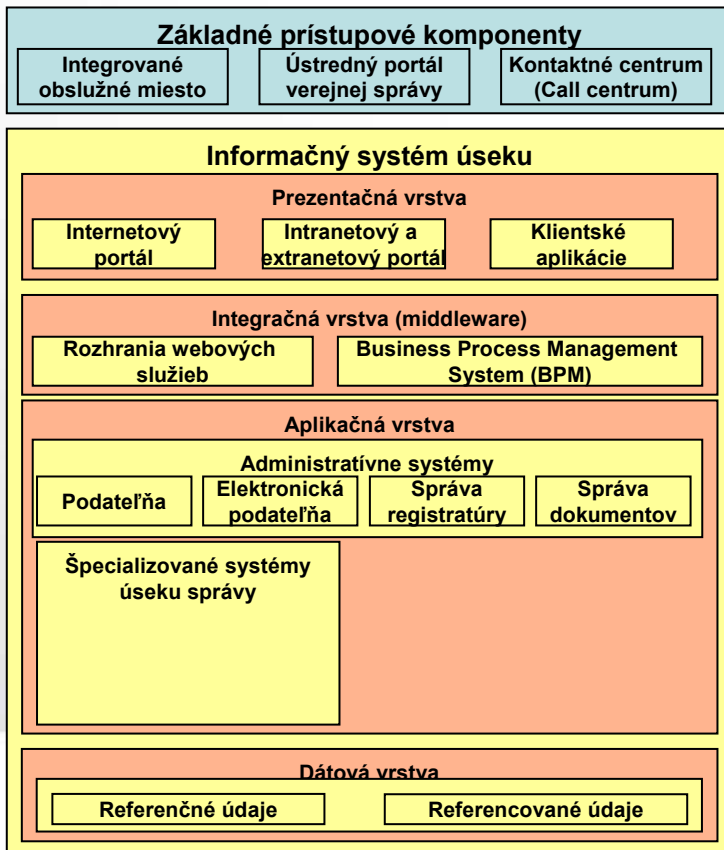 Základné prístupové komponenty
Integrované
obslužné miesto
Ústredný portál
verejnej správy
Kontaktné centrum
(Call centrum)
Informačný systém úseku
Prezentačná vrstva
Internetový
portál
Intranetový a
extranetový portál
Klientské
aplikácie
Integračná vrstva (middleware)
Rozhrania webových
služieb
Business Process Management
System (BPM)
Aplikačná vrstva
Administratívne systémy
Podateľňa
Elektronická
podateľňa
Správa
registratúry
Správa
dokumentov
Špecializované systémy
úseku správy
Dátová vrstva
Referenčné údaje
Referencované údaje